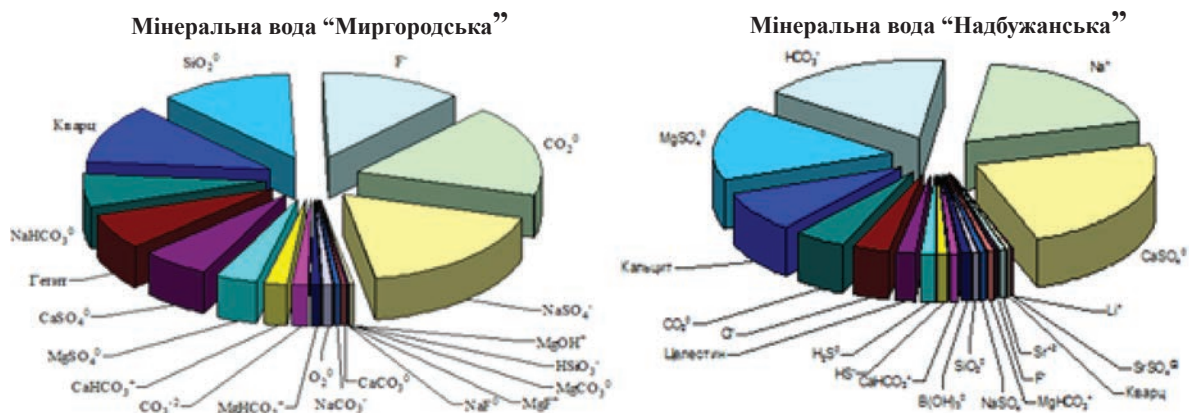 Мінеральна вода “Миргородська”
SiO₂⁰
F⁻
Кварц
CO₂⁰
NaHCO₃⁰
Гетит
CaSO₄⁰
MgSO₄⁰
CaHCO₃⁺
CO₃⁻²
MgHCO₃⁺
O₂⁰
NaCO₃⁻
CaCO₃⁰
NaF⁰
MgF⁺
MgCO₃⁰
HSiO₃⁻
MgOH⁺
NaSO₄⁻
Мінеральна вода “Надбужанська”
HCO₃⁻
Na⁺
MgSO₄⁰
Кальцит
CaSO₄⁰
CO₂⁰
Cl⁻
Целестин
H₂S⁰
HS⁻
CaHCO₃⁺
B(OH)₃⁰
SiO₂⁰
NaSO₄⁻
Sr⁺²
F⁻
MgHCO₃⁺
Кварц
SrSO₄⁰
Li⁺